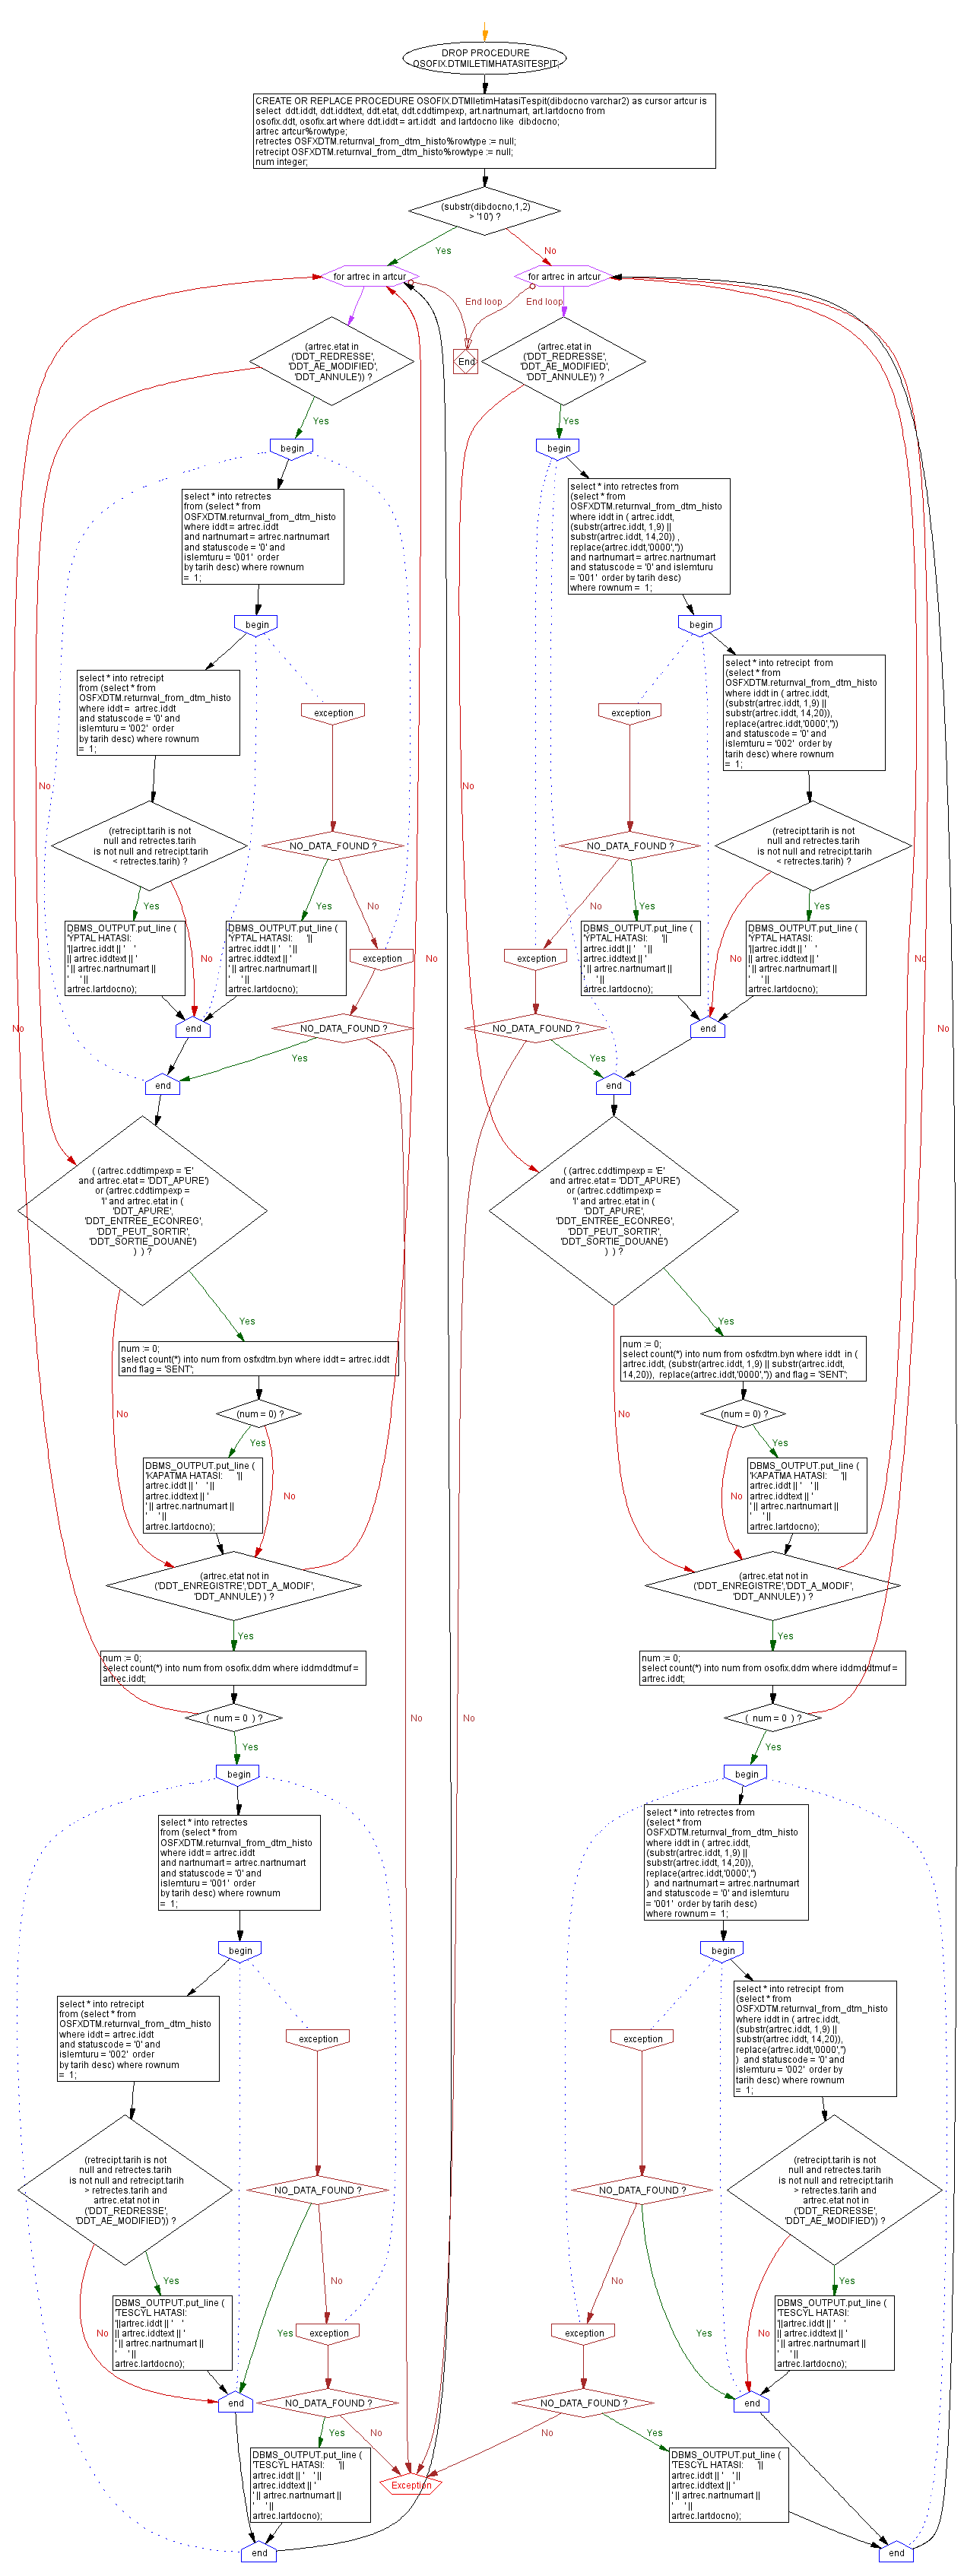 DROP PROCEDURE
OSOFIX.DTMILETIMHATASITESPIT;
CREATE OR REPLACE PROCEDURE OSOFIX.DTMIletimHatasiTespit(dibdocno varchar2) as cursor artcur is
select  ddt.iddt, ddt.iddtext, ddt.etat, ddt.cddtimpexp, art.nartnumart, art.lartdocno from
osofix.ddt, osofix.art where ddt.iddt = art.iddt  and lartdocno like  dibdocno;
artrec artcur%rowtype;
retrectes OSFXDTM.returnval_from_dtm_histo%rowtype := null;
retrecipt OSFXDTM.returnval_from_dtm_histo%rowtype := null;
num integer;
(substr(dibdocno,1,2)
> '10') ?
Yes
No
for artrec in artcur
for artrec in artcur
End loop
End loop
End
(artrec.etat in
('DDT_REDRESSE',
'DDT_AE_MODIFIED',
'DDT_ANNULE')) ?
(artrec.etat in
('DDT_REDRESSE',
'DDT_AE_MODIFIED',
'DDT_ANNULE')) ?
Yes
Yes
begin
begin
select * into retrectes
from (select * from
OSFXDTM.returnval_from_dtm_histo
where iddt = artrec.iddt
and nartnumart = artrec.nartnumart
and statuscode = '0' and
islemturu = '001'  order
by tarih desc) where rownum
=  1;
select * into retrectes from
(select * from
OSFXDTM.returnval_from_dtm_histo
where iddt in ( artrec.iddt,
(substr(artrec.iddt, 1,9) ||
substr(artrec.iddt, 14,20)) ,
replace(artrec.iddt,'0000',''))
and nartnumart = artrec.nartnumart
and statuscode = '0' and islemturu
= '001'  order by tarih desc)
where rownum =  1;
begin
begin
select * into retrecipt
from (select * from
OSFXDTM.returnval_from_dtm_histo
where iddt =  artrec.iddt
and statuscode = '0' and
islemturu = '002'  order
by tarih desc) where rownum
=  1;
exception
exception
select * into retrecipt  from
(select * from
OSFXDTM.returnval_from_dtm_histo
where iddt in ( artrec.iddt,
(substr(artrec.iddt, 1,9) ||
substr(artrec.iddt, 14,20)),
replace(artrec.iddt,'0000',''))
and statuscode = '0' and
islemturu = '002'  order by
tarih desc) where rownum
=  1;
No
No
(retrecipt.tarih is not
null and retrectes.tarih
is not null and retrecipt.tarih
< retrectes.tarih) ?
NO_DATA_FOUND ?
NO_DATA_FOUND ?
(retrecipt.tarih is not
null and retrectes.tarih
is not null and retrecipt.tarih
< retrectes.tarih) ?
Yes
Yes
No
No
Yes
Yes
DBMS_OUTPUT.put_line (
'YPTAL HATASI:
'||artrec.iddt || '    '
|| artrec.iddtext || '
' || artrec.nartnumart ||
'     ' ||
artrec.lartdocno);
DBMS_OUTPUT.put_line (
'YPTAL HATASI:      '||
artrec.iddt || '    ' ||
artrec.iddtext || '
' || artrec.nartnumart ||
'     ' ||
artrec.lartdocno);
DBMS_OUTPUT.put_line (
'YPTAL HATASI:      '||
artrec.iddt || '    ' ||
artrec.iddtext || '
' || artrec.nartnumart ||
'     ' ||
artrec.lartdocno);
DBMS_OUTPUT.put_line (
'YPTAL HATASI:
'||artrec.iddt || '    '
|| artrec.iddtext || '
' || artrec.nartnumart ||
'     ' ||
artrec.lartdocno);
No
exception
No
exception
No
No
end
NO_DATA_FOUND ?
NO_DATA_FOUND ?
end
No
No
Yes
Yes
end
end
( (artrec.cddtimpexp = 'E'
and artrec.etat = 'DDT_APURE')
or (artrec.cddtimpexp =
'I' and artrec.etat in (
'DDT_APURE',
'DDT_ENTREE_ECONREG',
'DDT_PEUT_SORTIR',
'DDT_SORTIE_DOUANE')
)  ) ?
( (artrec.cddtimpexp = 'E'
and artrec.etat = 'DDT_APURE')
or (artrec.cddtimpexp =
'I' and artrec.etat in (
'DDT_APURE',
'DDT_ENTREE_ECONREG',
'DDT_PEUT_SORTIR',
'DDT_SORTIE_DOUANE')
)  ) ?
Yes
Yes
num := 0;
select count(*) into num from osfxdtm.byn where iddt = artrec.iddt
and flag = 'SENT';
num := 0;
select count(*) into num from osfxdtm.byn where iddt  in (
artrec.iddt, (substr(artrec.iddt, 1,9) || substr(artrec.iddt,
14,20)),  replace(artrec.iddt,'0000','')) and flag = 'SENT';
No
(num = 0) ?
No
(num = 0) ?
Yes
Yes
DBMS_OUTPUT.put_line (
'KAPATMA HATASI:      '||
artrec.iddt || '    ' ||
artrec.iddtext || '
' || artrec.nartnumart ||
'     ' ||
artrec.lartdocno);
No
No
DBMS_OUTPUT.put_line (
'KAPATMA HATASI:      '||
artrec.iddt || '    ' ||
artrec.iddtext || '
' || artrec.nartnumart ||
'     ' ||
artrec.lartdocno);
(artrec.etat not in
('DDT_ENREGISTRE','DDT_A_MODIF',
'DDT_ANNULE') ) ?
(artrec.etat not in
('DDT_ENREGISTRE','DDT_A_MODIF',
'DDT_ANNULE') ) ?
Yes
Yes
num := 0;
select count(*) into num from osofix.ddm where iddmddtmuf =
artrec.iddt;
num := 0;
select count(*) into num from osofix.ddm where iddmddtmuf =
artrec.iddt;
(  num = 0  ) ?
No
No
(  num = 0  ) ?
Yes
Yes
begin
begin
select * into retrectes
from (select * from
OSFXDTM.returnval_from_dtm_histo
where iddt = artrec.iddt
and nartnumart = artrec.nartnumart
and statuscode = '0' and
islemturu = '001'  order
by tarih desc) where rownum
=  1;
select * into retrectes from
(select * from
OSFXDTM.returnval_from_dtm_histo
where iddt in ( artrec.iddt,
(substr(artrec.iddt, 1,9) ||
substr(artrec.iddt, 14,20)),
replace(artrec.iddt,'0000','')
)  and nartnumart = artrec.nartnumart
and statuscode = '0' and islemturu
= '001'  order by tarih desc)
where rownum =  1;
begin
begin
select * into retrecipt
from (select * from
OSFXDTM.returnval_from_dtm_histo
where iddt = artrec.iddt
and statuscode = '0' and
islemturu = '002'  order
by tarih desc) where rownum
=  1;
exception
exception
select * into retrecipt  from
(select * from
OSFXDTM.returnval_from_dtm_histo
where iddt in ( artrec.iddt,
(substr(artrec.iddt, 1,9) ||
substr(artrec.iddt, 14,20)),
replace(artrec.iddt,'0000','')
)  and statuscode = '0' and
islemturu = '002'  order by
tarih desc) where rownum
=  1;
(retrecipt.tarih is not
null and retrectes.tarih
is not null and retrecipt.tarih
> retrectes.tarih and
artrec.etat not in
('DDT_REDRESSE',
'DDT_AE_MODIFIED')) ?
NO_DATA_FOUND ?
NO_DATA_FOUND ?
(retrecipt.tarih is not
null and retrectes.tarih
is not null and retrecipt.tarih
> retrectes.tarih and
artrec.etat not in
('DDT_REDRESSE',
'DDT_AE_MODIFIED')) ?
Yes
No
No
Yes
DBMS_OUTPUT.put_line (
'TESCYL HATASI:
'||artrec.iddt || '    '
|| artrec.iddtext || '
' || artrec.nartnumart ||
'     ' ||
artrec.lartdocno);
DBMS_OUTPUT.put_line (
'TESCYL HATASI:
'||artrec.iddt || '    '
|| artrec.iddtext || '
' || artrec.nartnumart ||
'     ' ||
artrec.lartdocno);
No
Yes
exception
exception
Yes
No
end
NO_DATA_FOUND ?
NO_DATA_FOUND ?
end
Yes
No
No
Yes
DBMS_OUTPUT.put_line (
'TESCYL HATASI:      '||
artrec.iddt || '    ' ||
artrec.iddtext || '
' || artrec.nartnumart ||
'     ' ||
artrec.lartdocno);
Exception
DBMS_OUTPUT.put_line (
'TESCYL HATASI:      '||
artrec.iddt || '    ' ||
artrec.iddtext || '
' || artrec.nartnumart ||
'     ' ||
artrec.lartdocno);
end
end